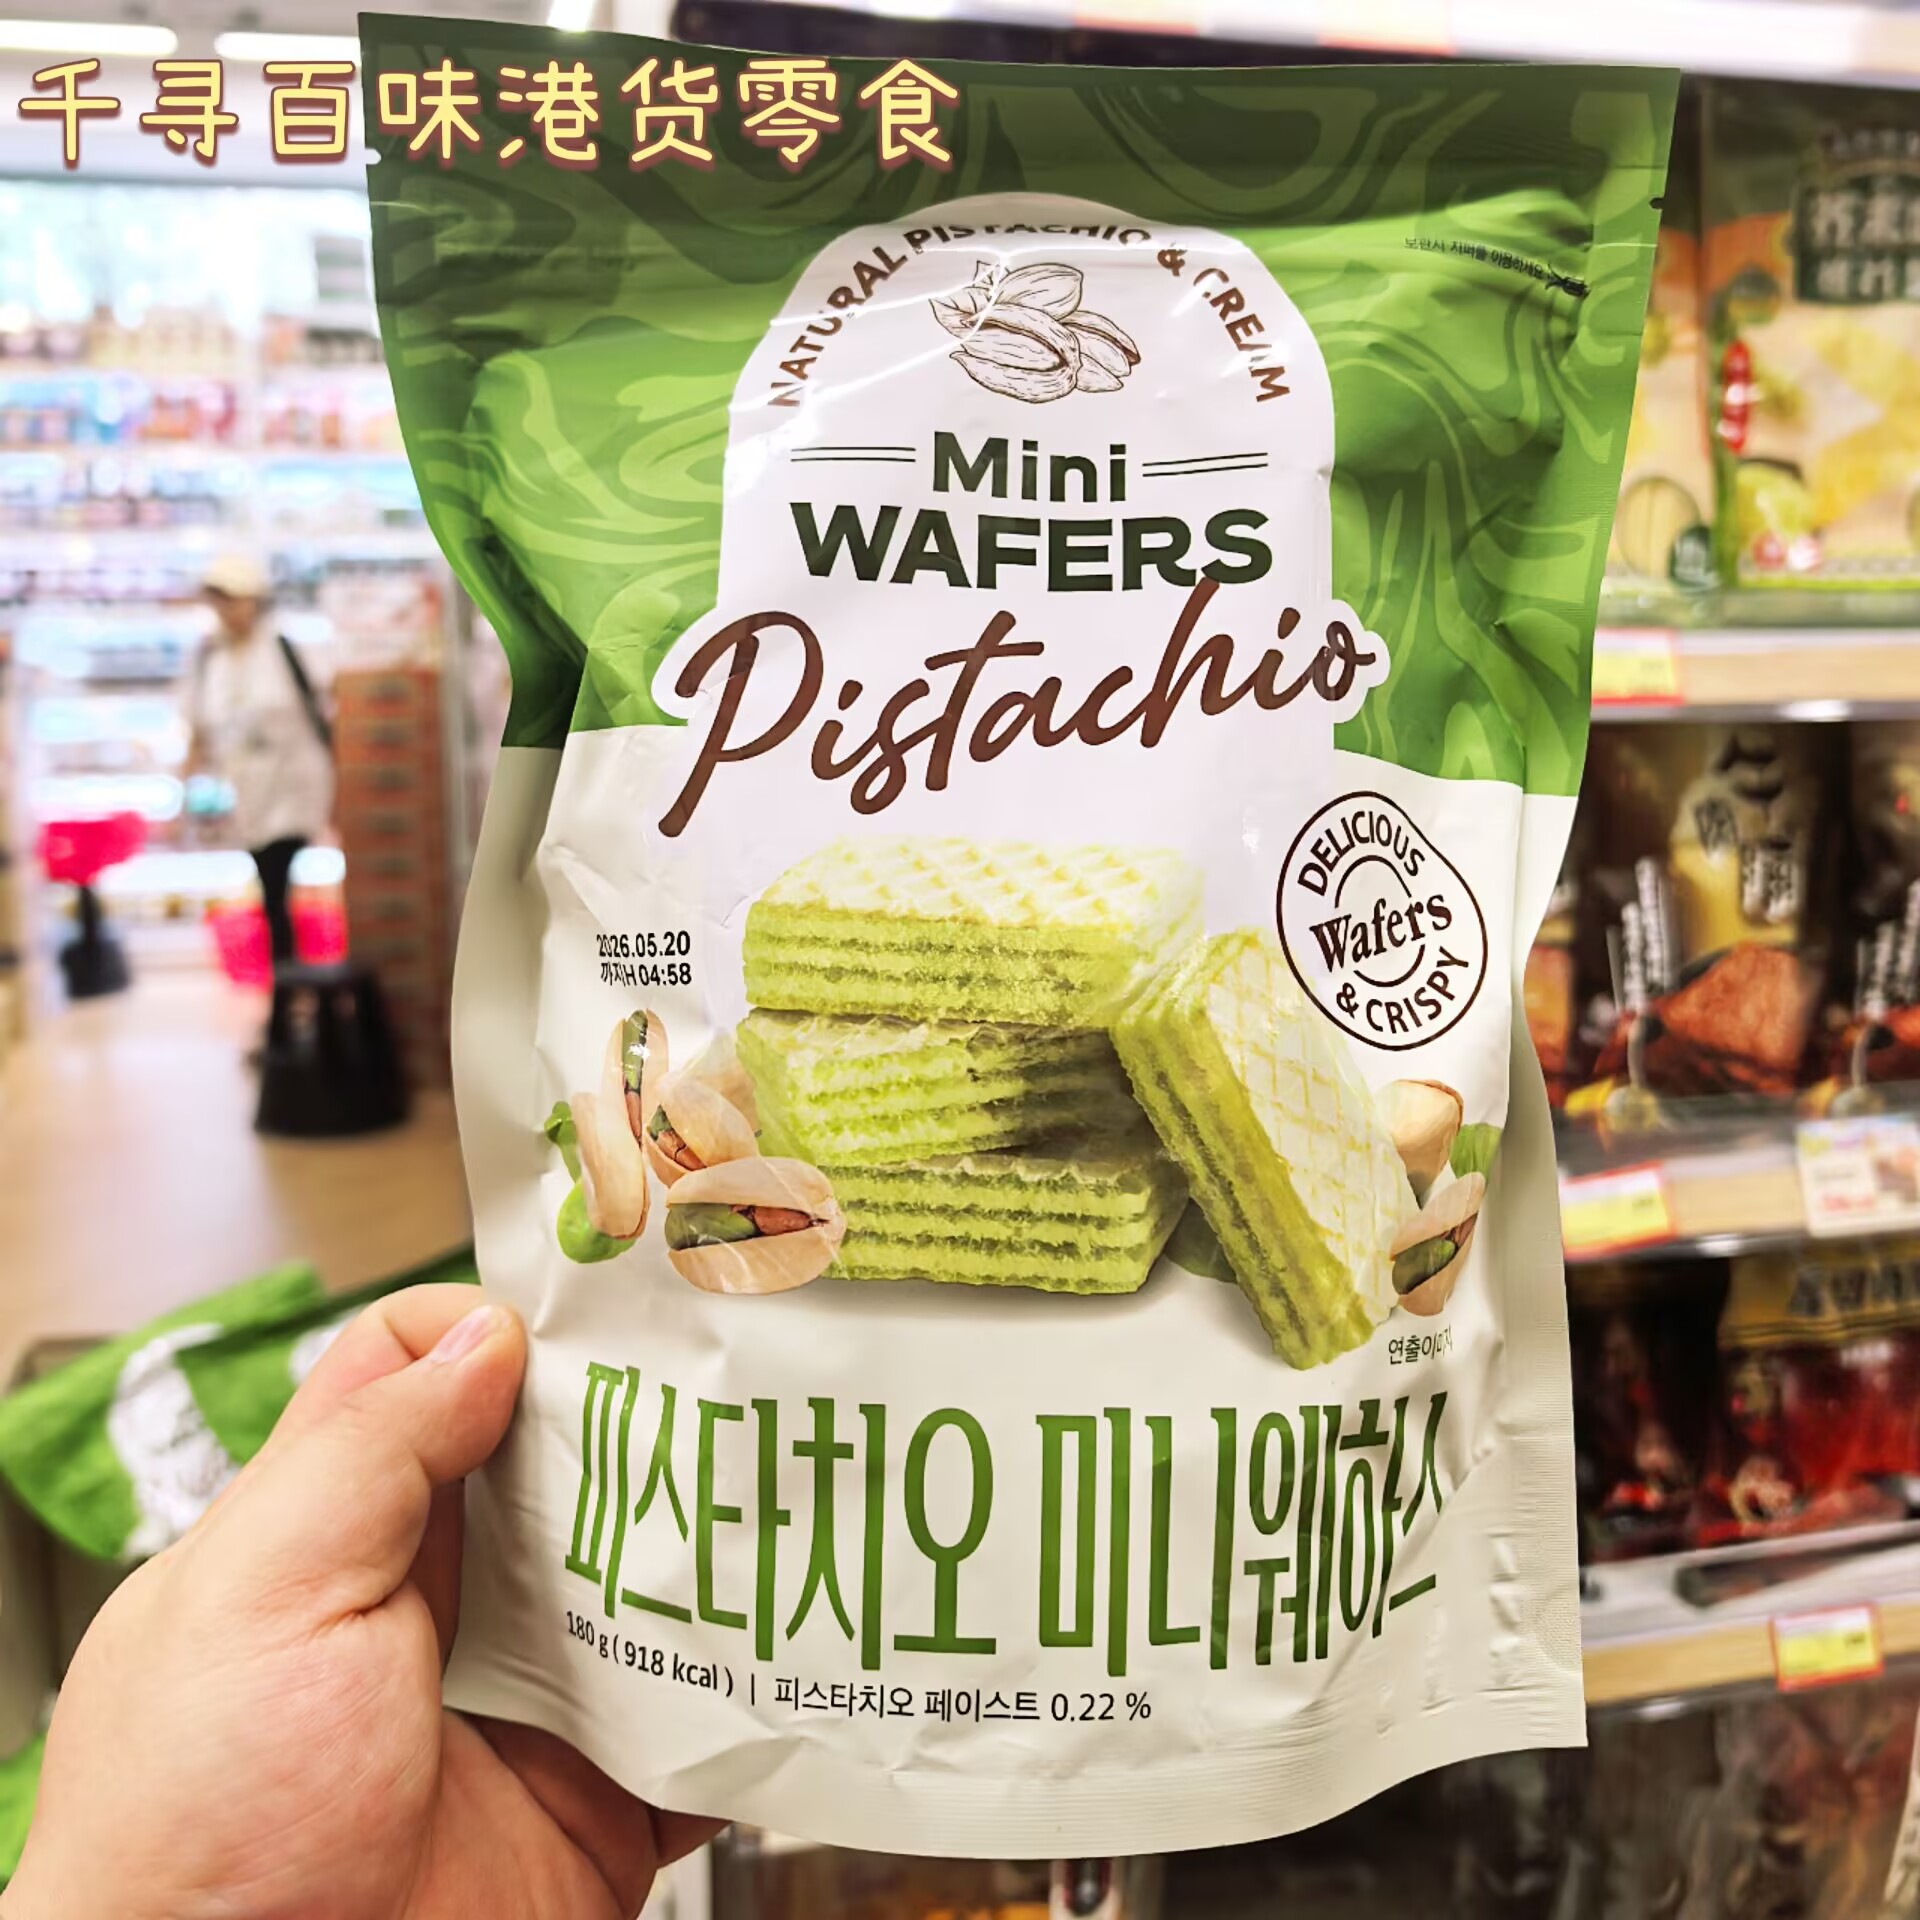 千寻百味港货零食
NATURAL PISTACHIO & CREAM
Mini
WAFERS
Pistachio
DELICIOUS
Wafers
& CRISPY
2026.05.20
까지H 04:58
연출이미지
피스타치오 미니웨하스
180 g ( 918 kcal ) | 피스타치오 페이스트 0.22 %